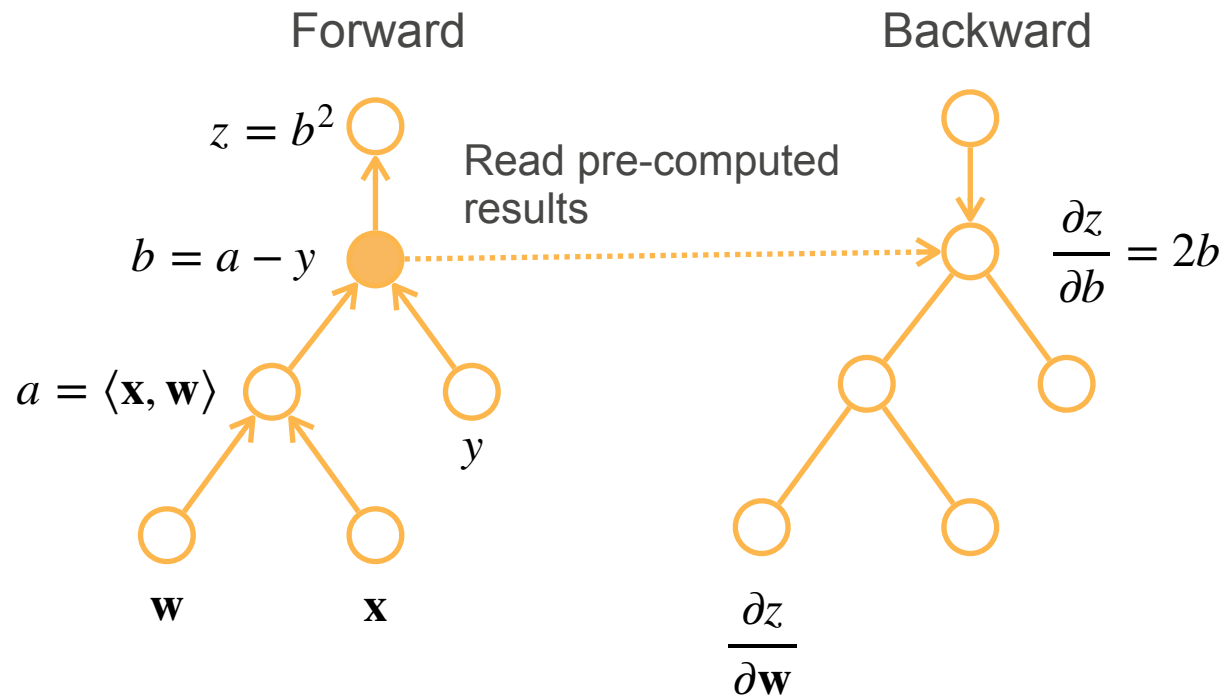 Forward
Backward
z = b²
Read pre-computed
results
b = a − y
∂z/∂b = 2b
a = ⟨𝐱, 𝐰⟩
y
𝐰
𝐱
∂z/∂𝐰